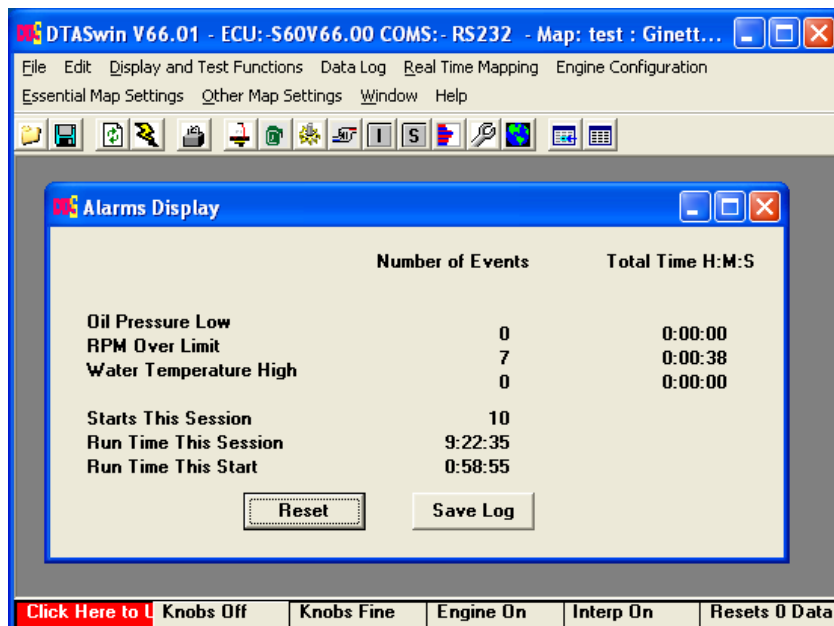 DTASwin V66.01 - ECU:-S60V66.00 COMS:- RS232 - Map: test : Ginett...
File Edit Display and Test Functions Data Log Real Time Mapping Engine Configuration
Essential Map Settings Other Map Settings Window Help
I S
Alarms Display
Number of Events Total Time H:M:S
Oil Pressure Low 0 0:00:00
RPM Over Limit 7 0:00:38
Water Temperature High 0 0:00:00
Starts This Session 10
Run Time This Session 9:22:35
Run Time This Start 0:58:55
Reset Save Log
Click Here to Knobs Off Knobs Fine Engine On Interp On Resets 0 Data